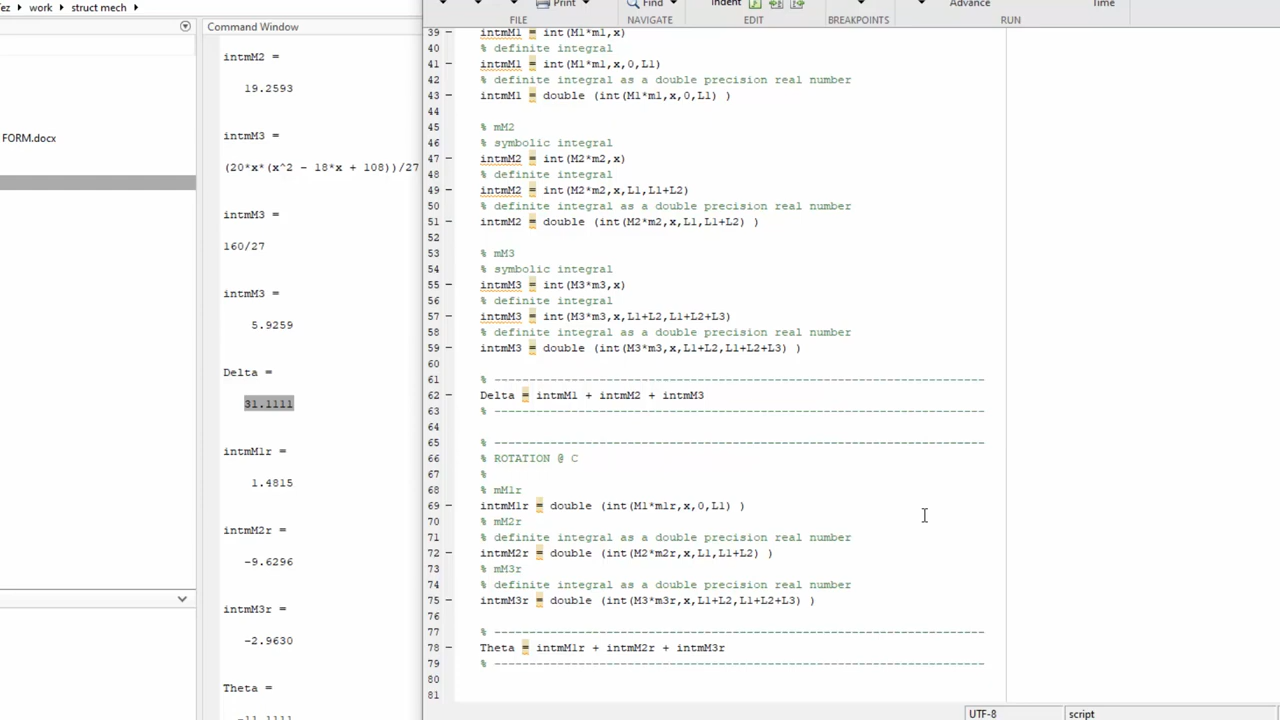 ez work struct mech
FORM.docx
Command Window
intmM2 =
19.2593
intmM3 =
(20*x*(x^2 - 18*x + 108))/27
intmM3 =
160/27
intmM3 =
5.9259
Delta =
31.1111
intmM1r =
1.4815
intmM2r =
-9.6296
intmM3r =
-2.9630
Theta =
-11.1111
Print Find Indent Advance Time
FILE NAVIGATE EDIT BREAKPOINTS RUN
39 intmM1 = int(M1*m1,x)
40 % definite integral
41 intmM1 = int(M1*m1,x,0,L1)
42 % definite integral as a double precision real number
43 intmM1 = double (int(M1*m1,x,0,L1) )
44
45 % mM2
46 % symbolic integral
47 intmM2 = int(M2*m2,x)
48 % definite integral
49 intmM2 = int(M2*m2,x,L1,L1+L2)
50 % definite integral as a double precision real number
51 intmM2 = double (int(M2*m2,x,L1,L1+L2) )
52
53 % mM3
54 % symbolic integral
55 intmM3 = int(M3*m3,x)
56 % definite integral
57 intmM3 = int(M3*m3,x,L1+L2,L1+L2+L3)
58 % definite integral as a double precision real number
59 intmM3 = double (int(M3*m3,x,L1+L2,L1+L2+L3) )
60
61 % ----------------------------------------------------------------------
62 Delta = intmM1 + intmM2 + intmM3
63 % ----------------------------------------------------------------------
64
65 % ----------------------------------------------------------------------
66 % ROTATION @ C
67 %
68 % mM1r
69 intmM1r = double (int(M1*m1r,x,0,L1) )
70 % mM2r
71 % definite integral as a double precision real number
72 intmM2r = double (int(M2*m2r,x,L1,L1+L2) )
73 % mM3r
74 % definite integral as a double precision real number
75 intmM3r = double (int(M3*m3r,x,L1+L2,L1+L2+L3) )
76
77 % ----------------------------------------------------------------------
78 Theta = intmM1r + intmM2r + intmM3r
79 % ----------------------------------------------------------------------
80
81
UTF-8 script